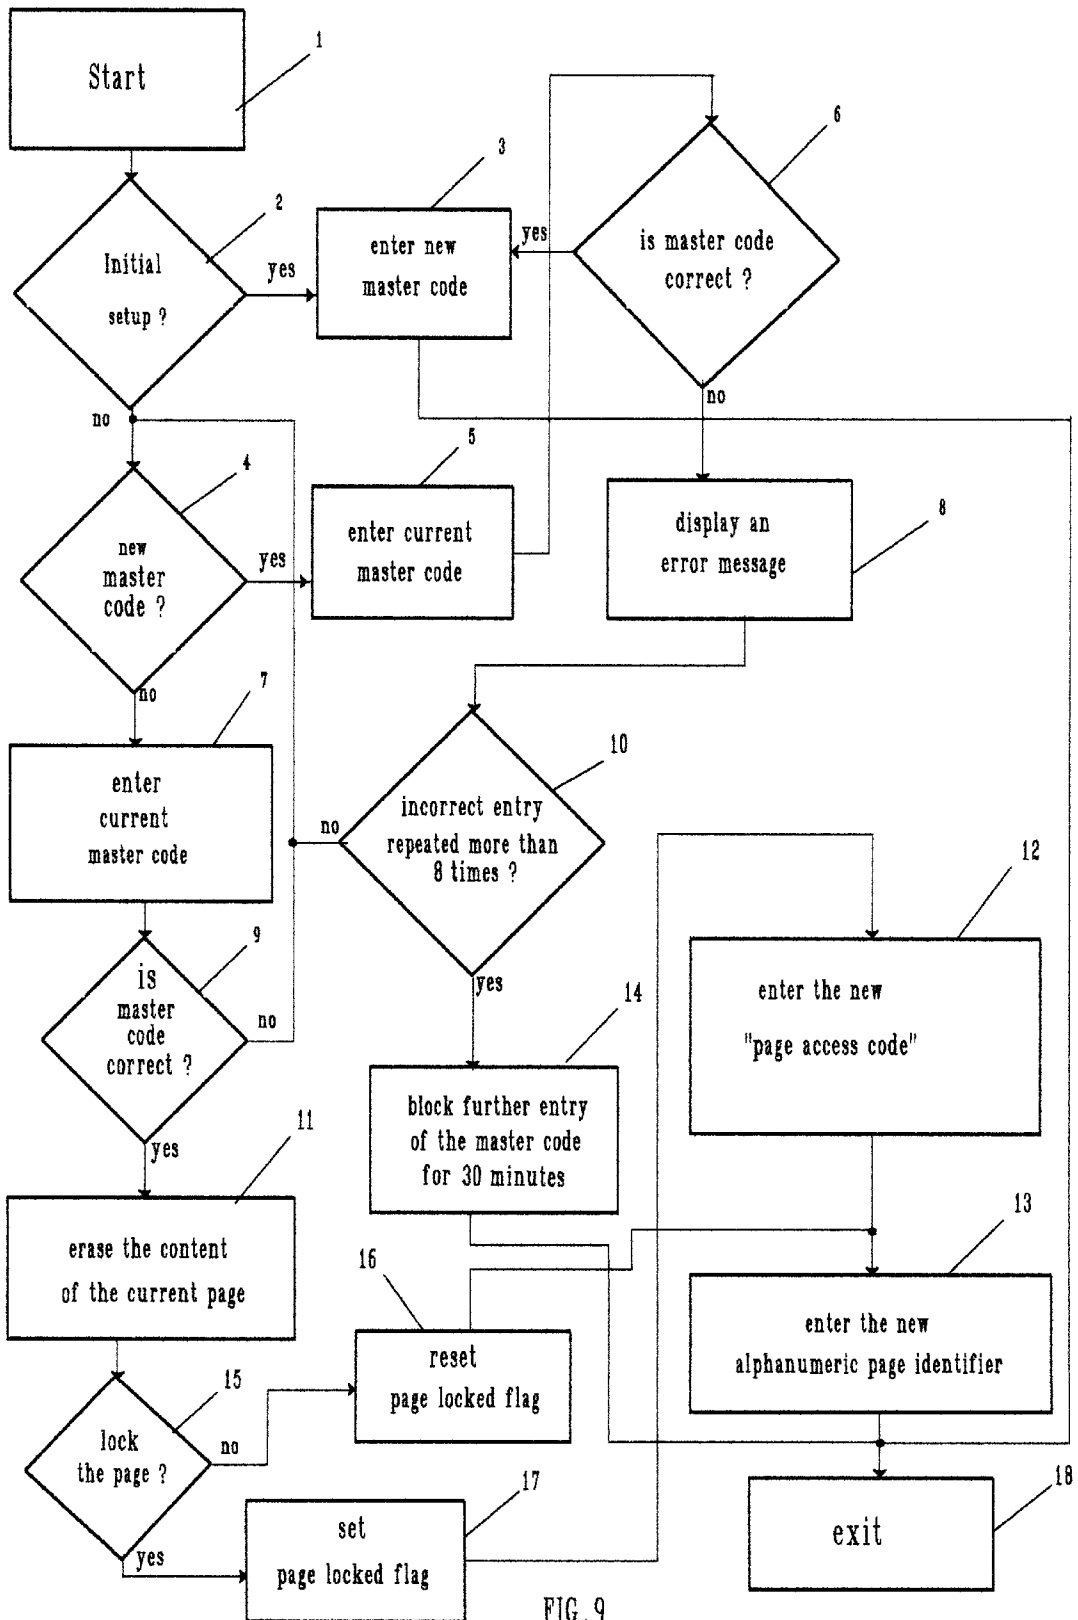 Start
1
2
Initial
setup ?
yes
no
3
enter new
master code
yes
6
is master code
correct ?
no
4
new
master
code ?
yes
no
5
enter current
master code
8
display an
error message
7
enter
current
master code
10
incorrect entry
repeated more than
8 times ?
no
yes
9
is
master
code
correct ?
no
yes
12
enter the new
"page access code"
14
block further entry
of the master code
for 30 minutes
11
erase the content
of the current page
13
enter the new
alphanumeric page identifier
16
reset
page locked flag
15
lock
the page ?
no
yes
17
set
page locked flag
18
exit
FIG. 9